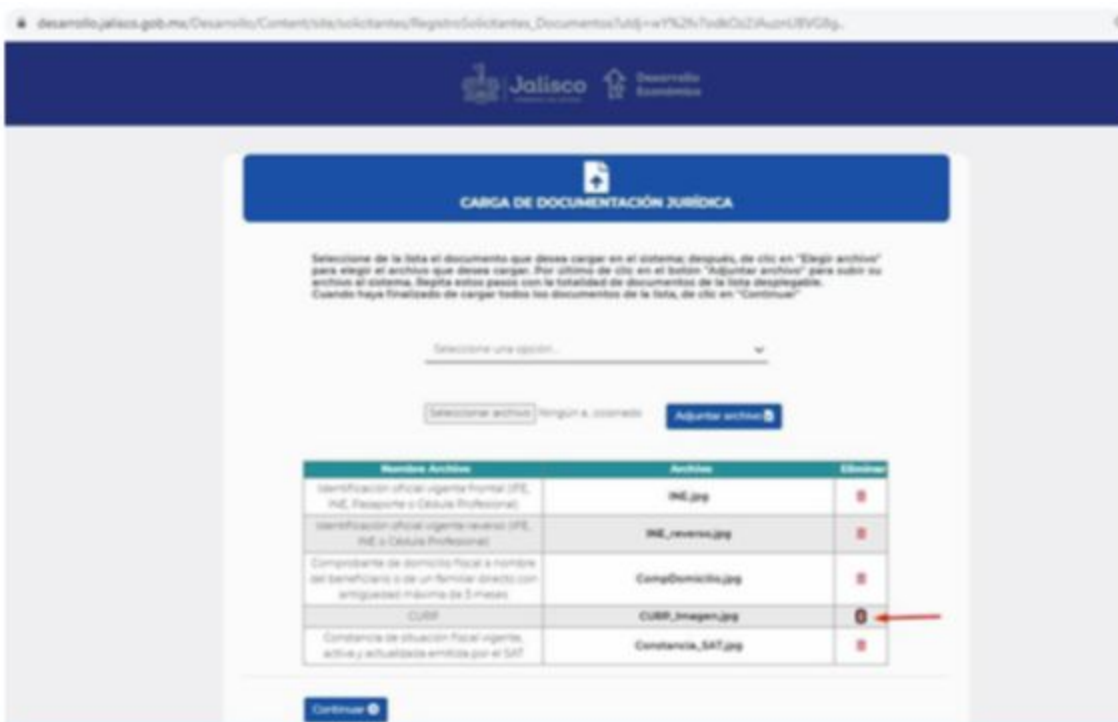 desarrollo.jalisco.gob.mx/Desarrollo/Content/site/solicitantes/RegistroSolicitantes_Documentos?
Jalisco
Desarrollo
Económico
CARGA DE DOCUMENTACIÓN JURÍDICA
Seleccione de la lista el documento que desea cargar en el sistema; después, de clic en "Elegir archivo"
para elegir el archivo que desea cargar. Por último de clic en el botón "Adjuntar archivo" para subir su
archivo al sistema. Repita estos pasos con la totalidad de documentos de la lista desplegable.
Cuando haya finalizado de cargar todos los documentos de la lista, de clic en "Continuar"
Seleccione una opción...
Seleccionar archivo Ningún a...ccionado
Adjuntar archivo
Nombre Archivo Archivo Eliminar
Identificación oficial vigente frontal (IFE,
INE, Pasaporte o Cédula Profesional)
INE.jpg
Identificación oficial vigente reverso (IFE,
INE o Cédula Profesional)
INE_reverso.jpg
Comprobante de domicilio fiscal a nombre
del beneficiario o de un familiar directo con
antigüedad máxima de 3 meses
CompDomicilio.jpg
CURP CURP_Imagen.jpg
Constancia de situación fiscal vigente,
activa y actualizada emitida por el SAT
Constancia_SAT.jpg
Continuar